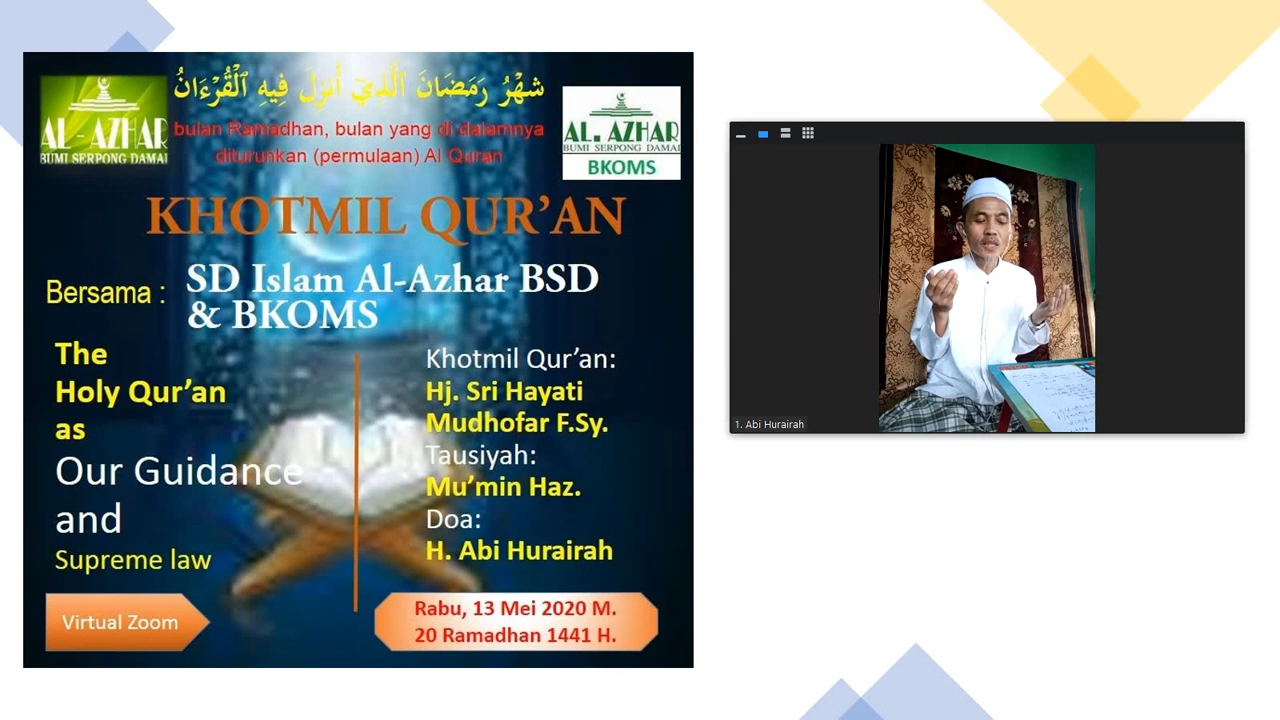 شَهْرُ رَمَضَانَ ٱلَّذِيٓ أُنزِلَ فِيهِ ٱلْقُرْءَانُ
AL-AZHAR
BUMI SERPONG DAMAI
bulan Ramadhan, bulan yang di dalamnya
diturunkan (permulaan) Al Quran
AL. AZHAR
BUMI SERPONG DAMAI
BKOMS
KHOTMIL QUR’AN
Bersama :
SD Islam Al-Azhar BSD
& BKOMS
The
Holy Qur’an
as
Our Guidance
and
Supreme law
Khotmil Qur’an:
Hj. Sri Hayati
Mudhofar F.Sy.
Tausiyah:
Mu’min Haz.
Doa:
H. Abi Hurairah
Virtual Zoom
Rabu, 13 Mei 2020 M.
20 Ramadhan 1441 H.
1. Abi Hurairah